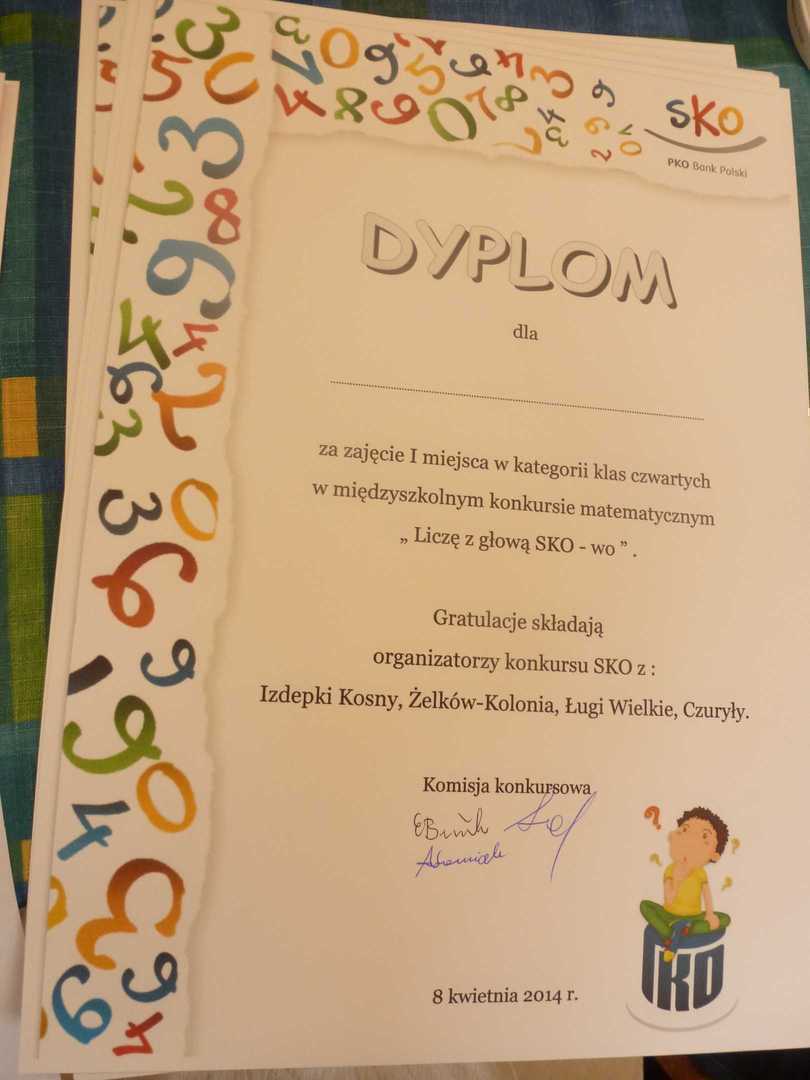 SKO
PKO Bank Polski
DYPLOM
dla
za zajęcie I miejsca w kategorii klas czwartych
w międzyszkolnym konkursie matematycznym
„ Liczę z głową SKO - wo ” .
Gratulacje składają
organizatorzy konkursu SKO z :
Izdepki Kosny, Żelków-Kolonia, Ługi Wielkie, Czuryły.
Komisja konkursowa
PKO
8 kwietnia 2014 r.